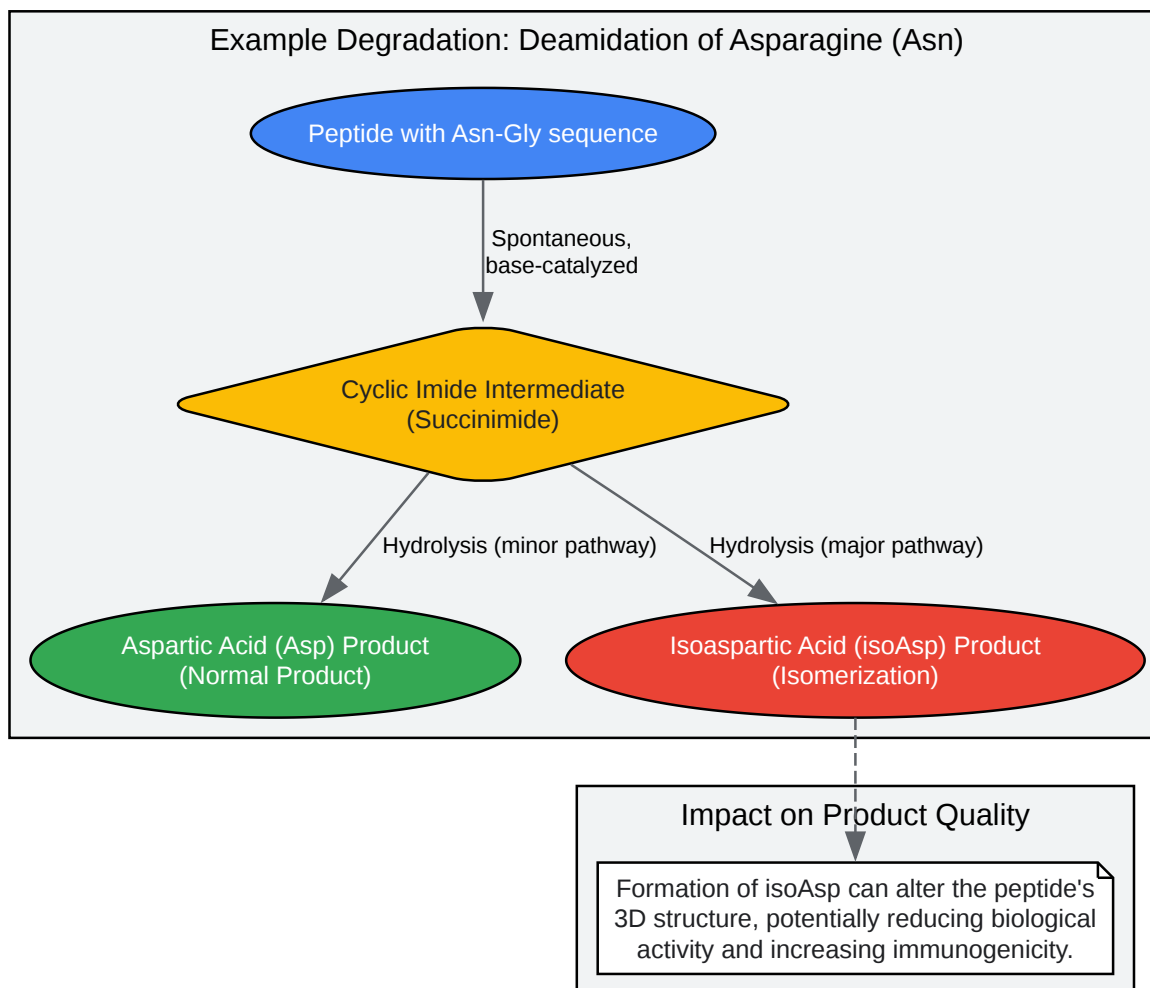 Example Degradation: Deamidation of Asparagine (Asn)
Peptide with Asn-Gly sequence
Spontaneous,
base-catalyzed
Cyclic Imide Intermediate
(Succinimide)
Hydrolysis (minor pathway)
Hydrolysis (major pathway)
Aspartic Acid (Asp) Product
(Normal Product)
Isoaspartic Acid (isoAsp) Product
(Isomerization)
Impact on Product Quality
Formation of isoAsp can alter the peptide's
3D structure, potentially reducing biological
activity and increasing immunogenicity.